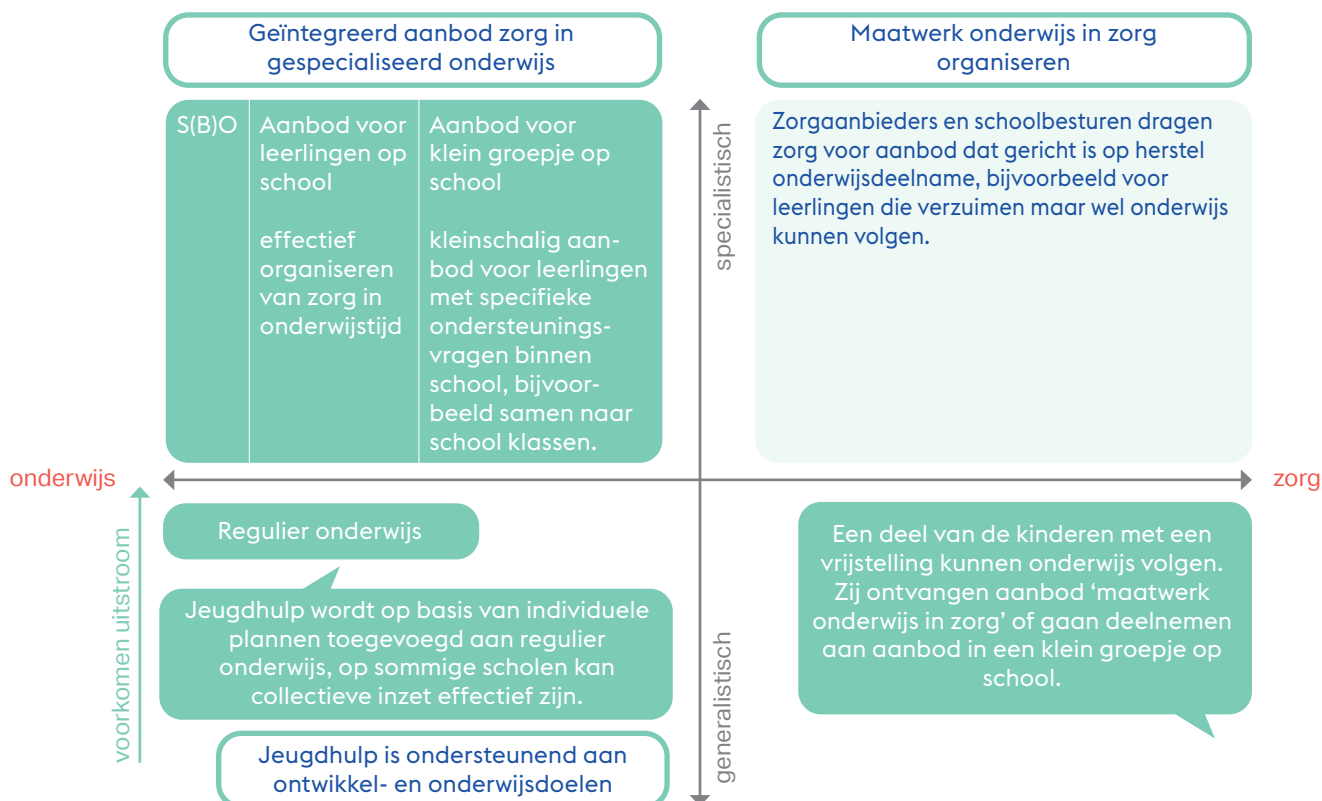 Geïntegreerd aanbod zorg in
gespecialiseerd onderwijs
Maatwerk onderwijs in zorg
organiseren
S(B)O
Aanbod voor
leerlingen op
school
effectief
organiseren
van zorg in
onderwijstijd
Aanbod voor
klein groepje op
school
kleinschalig aan-
bod voor leerlingen
met specifieke
ondersteunings-
vragen binnen
school, bijvoor-
beeld samen naar
school klassen.
specialistisch
Zorgaanbieders en schoolbesturen dragen
zorg voor aanbod dat gericht is op herstel
onderwijsdeelname, bijvoorbeeld voor
leerlingen die verzuimen maar wel onderwijs
kunnen volgen.
onderwijs
zorg
voorkomen uitstroom
Regulier onderwijs
Jeugdhulp wordt op basis van individuele
plannen toegevoegd aan regulier
onderwijs, op sommige scholen kan
collectieve inzet effectief zijn.
Jeugdhulp is ondersteunend aan
ontwikkel- en onderwijsdoelen
generalistisch
Een deel van de kinderen met een
vrijstelling kunnen onderwijs volgen.
Zij ontvangen aanbod ‘maatwerk
onderwijs in zorg’ of gaan deelnemen
aan aanbod in een klein groepje op
school.